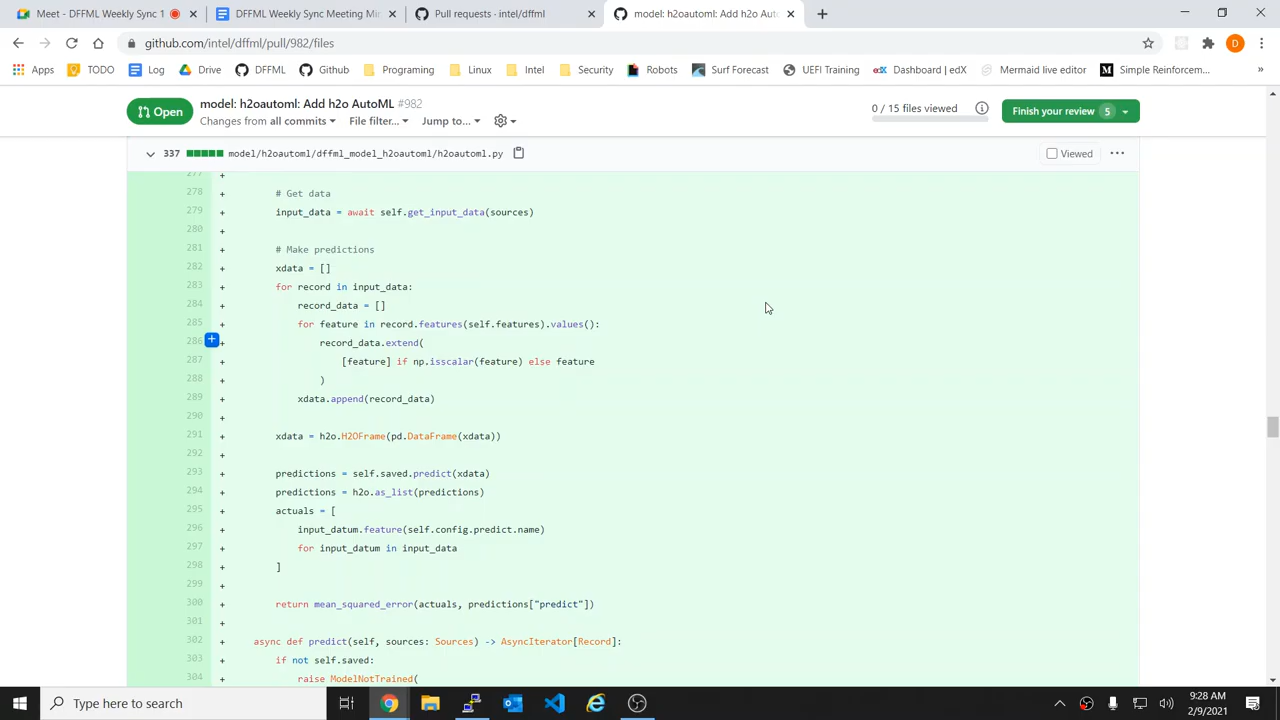 Meet - DFFML Weekly Sync 1
DFFML Weekly Sync Meeting Mi
Pull requests · intel/dffml
model: h2oautoml: Add h2o Auto
github.com/intel/dffml/pull/982/files
D
Apps
TODO
Log
Drive
DFFML
Github
Programing
Linux
Intel
Security
Robots
Surf Forecast
UEFI Training
Dashboard | edX
Mermaid live editor
Simple Reinforcem...
»
Open
model: h2oautoml: Add h2o AutoML #982
Changes from all commits
File filter...
Jump to...
0 / 15 files viewed
Finish your review 5
337 model/h2oautoml/dffml_model_h2oautoml/h2oautoml.py
Viewed
277 +
278 + # Get data
279 + input_data = await self.get_input_data(sources)
280 +
281 + # Make predictions
282 + xdata = []
283 + for record in input_data:
284 + record_data = []
285 + for feature in record.features(self.features).values():
286 + record_data.extend(
287 + [feature] if np.isscalar(feature) else feature
288 + )
289 + xdata.append(record_data)
290 +
291 + xdata = h2o.H2OFrame(pd.DataFrame(xdata))
292 +
293 + predictions = self.saved.predict(xdata)
294 + predictions = h2o.as_list(predictions)
295 + actuals = [
296 + input_datum.feature(self.config.predict.name)
297 + for input_datum in input_data
298 + ]
299 +
300 + return mean_squared_error(actuals, predictions["predict"])
301 +
302 + async def predict(self, sources: Sources) -> AsyncIterator[Record]:
303 + if not self.saved:
304 + raise ModelNotTrained(
Type here to search
9:28 AM
2/9/2021